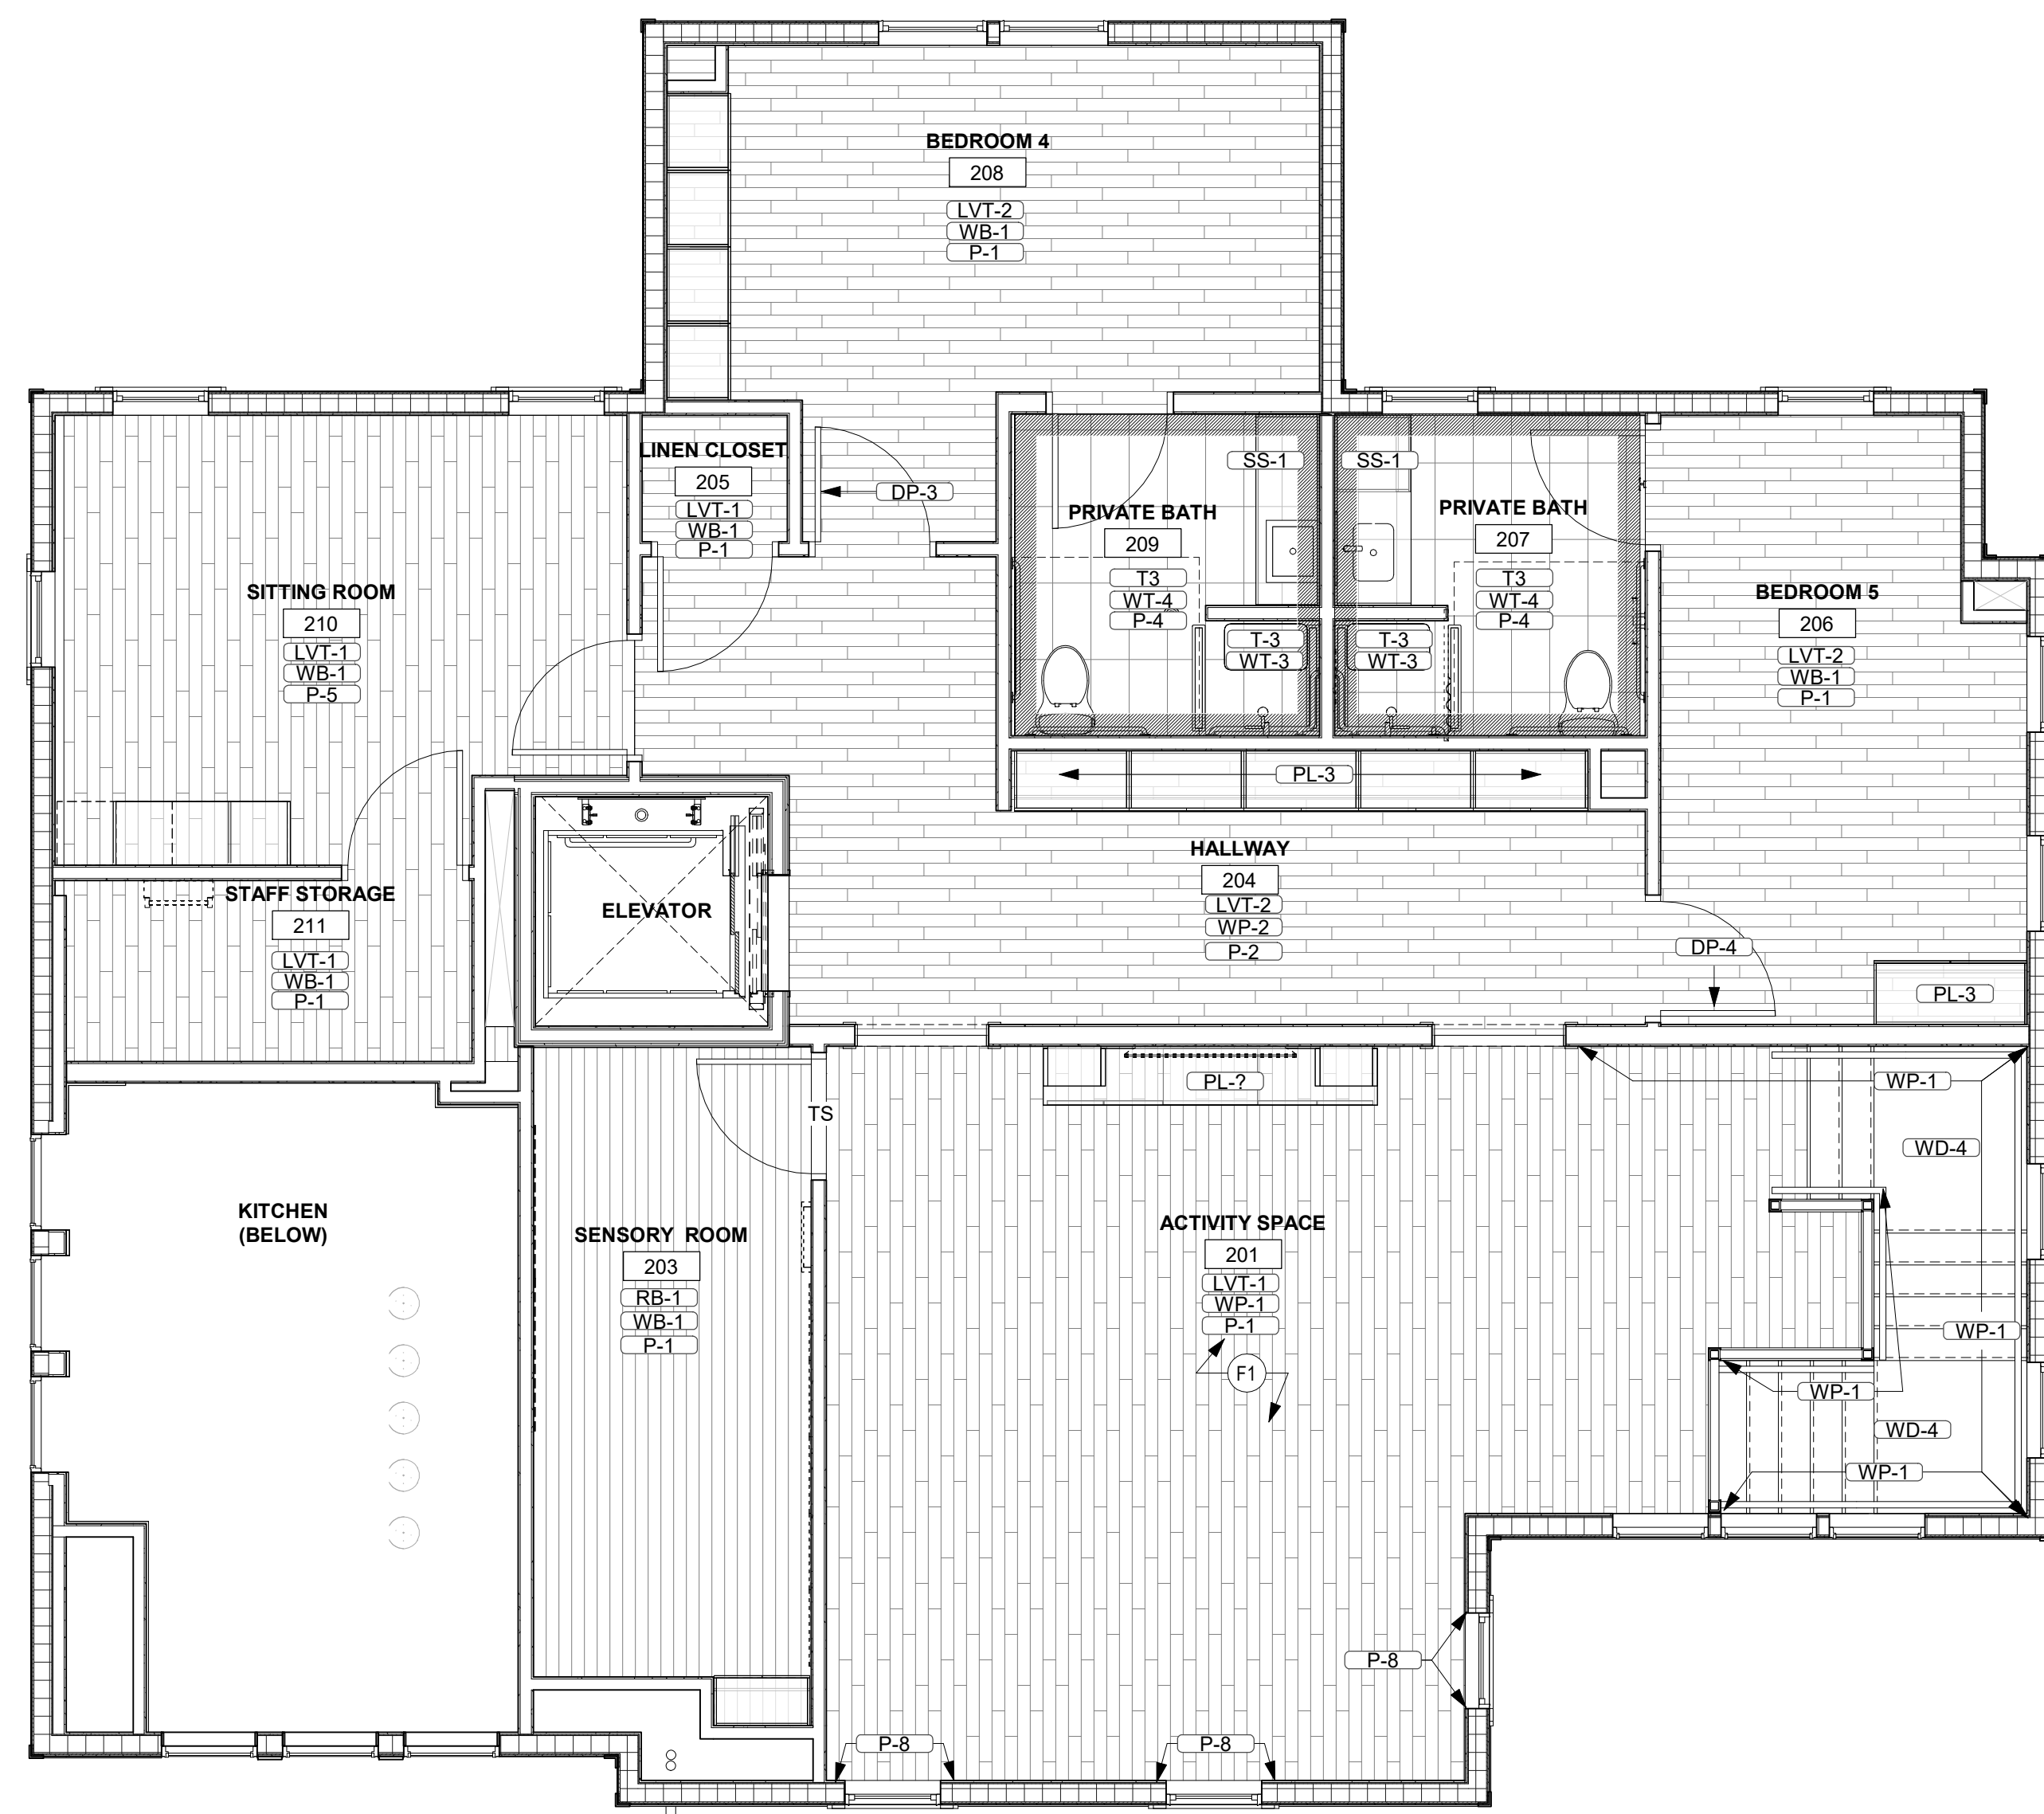 BEDROOM 4
208
LVT-2
WB-1
P-1
LINEN CLOSET
205
LVT-1
WB-1
P-1
DP-3
SS-1
SS-1
PRIVATE BATH
209
T3
WT-4
P-4
T-3
WT-3
PRIVATE BATH
207
T3
WT-4
P-4
T-3
WT-3
SITTING ROOM
210
LVT-1
WB-1
P-5
BEDROOM 5
206
LVT-2
WB-1
P-1
PL-3
HALLWAY
204
LVT-2
WP-2
P-2
STAFF STORAGE
211
LVT-1
WB-1
P-1
ELEVATOR
DP-4
PL-3
PL-?
WP-1
TS
WD-4
KITCHEN
(BELOW)
SENSORY ROOM
203
RB-1
WB-1
P-1
ACTIVITY SPACE
201
LVT-1
WP-1
P-1
F1
WP-1
WP-1
WD-4
WP-1
P-8
P-8
P-8